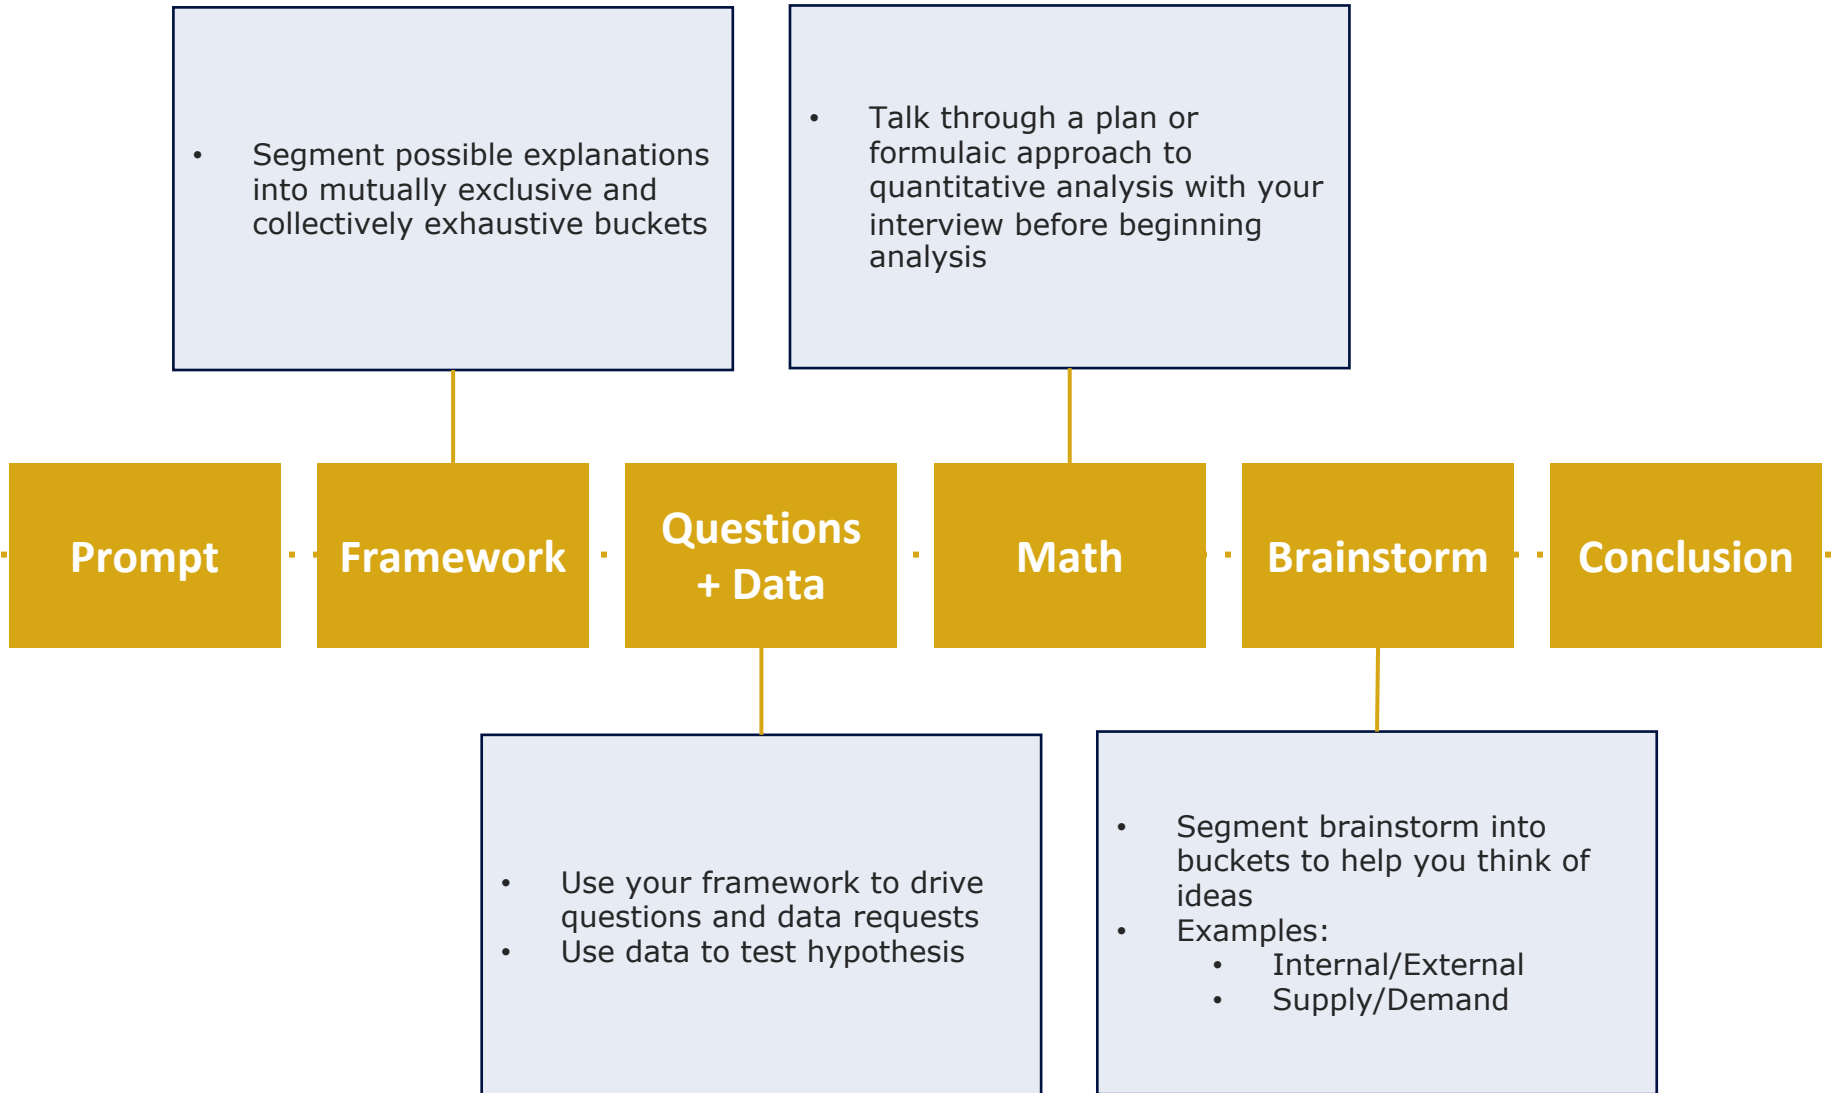 • Segment possible explanations
into mutually exclusive and
collectively exhaustive buckets
• Talk through a plan or
formulaic approach to
quantitative analysis with your
interview before beginning
analysis
Prompt
Framework
Questions
+ Data
Math
Brainstorm
Conclusion
• Use your framework to drive
questions and data requests
• Use data to test hypothesis
• Segment brainstorm into
buckets to help you think of
ideas
• Examples:
• Internal/External
• Supply/Demand